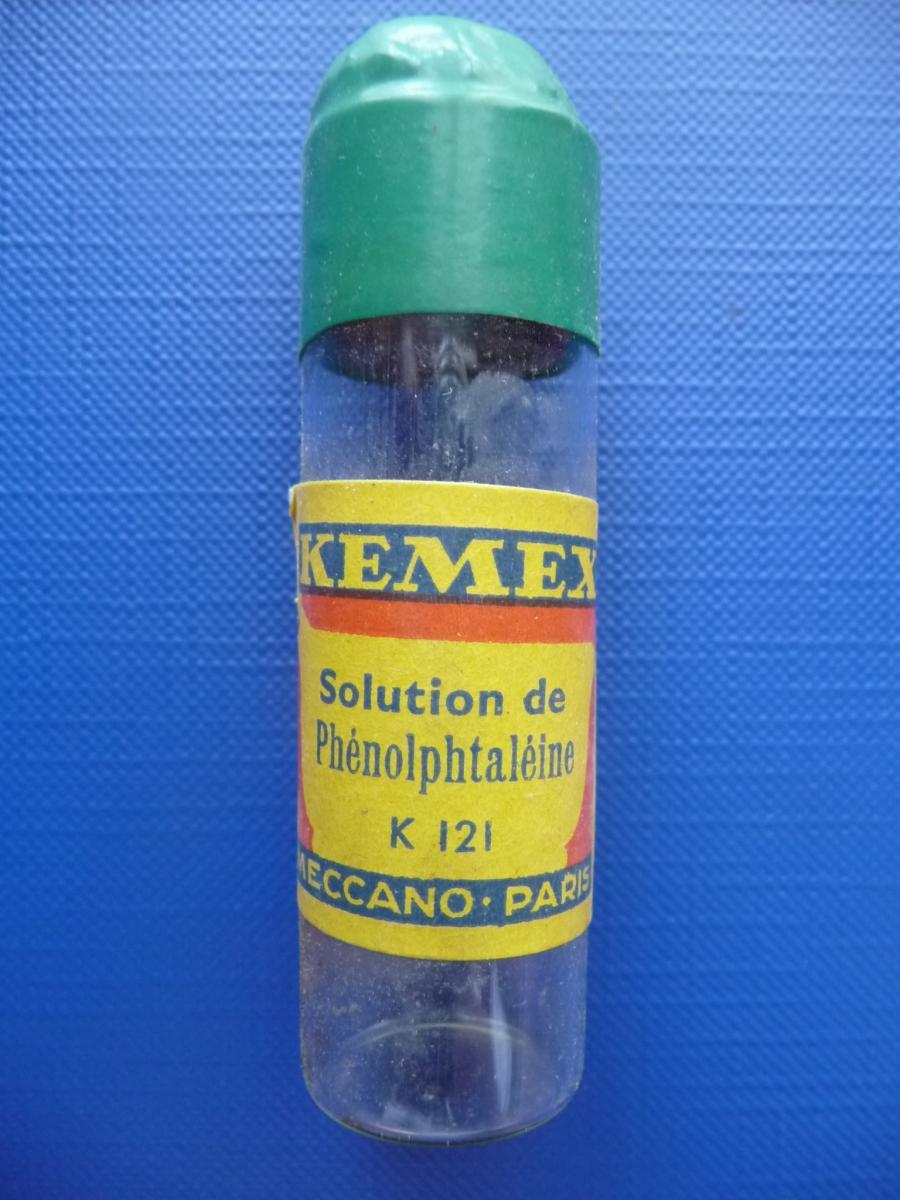 KEMEX
Solution de
Phénolphtaléine
K 121
MECCANO · PARIS